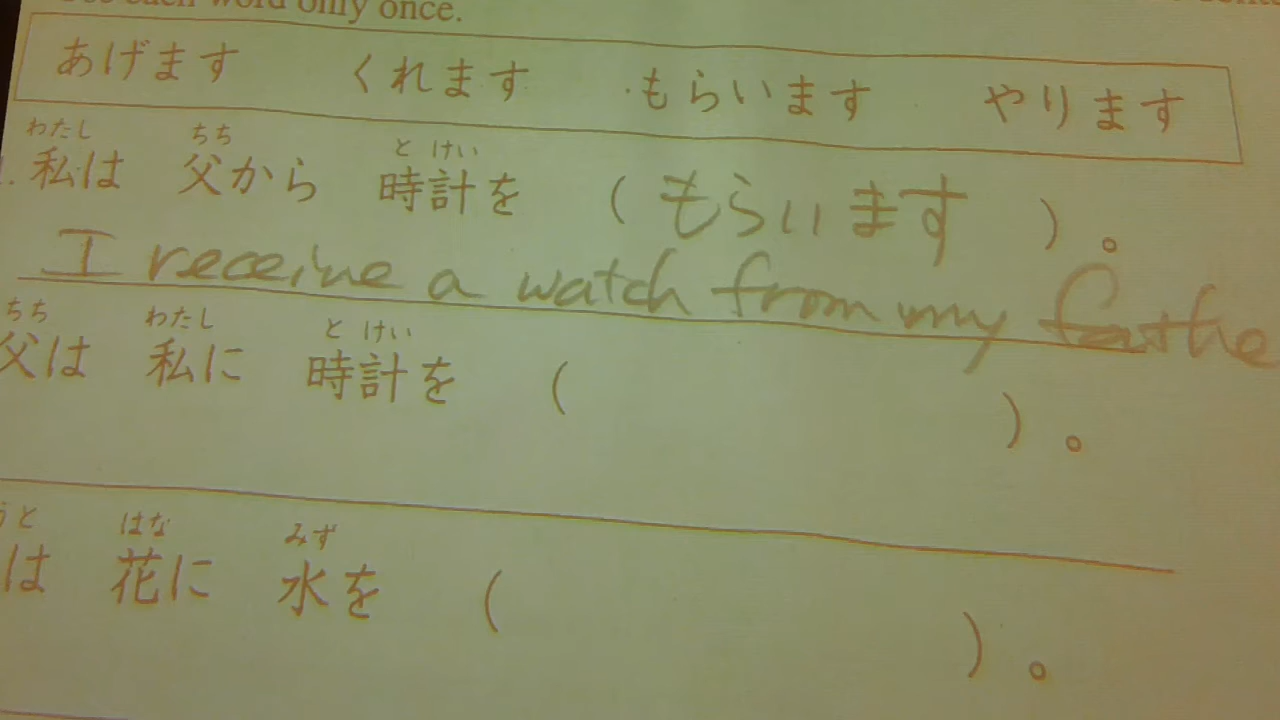 each word only once.
あげます くれます もらいます やります
わたし ちち とけい
私は 父から 時計を ( もらいます )。
I receive a watch from my fathe
ちち わたし とけい
父は 私に 時計を ( )。
うと はな みず
は 花に 水を ( )。